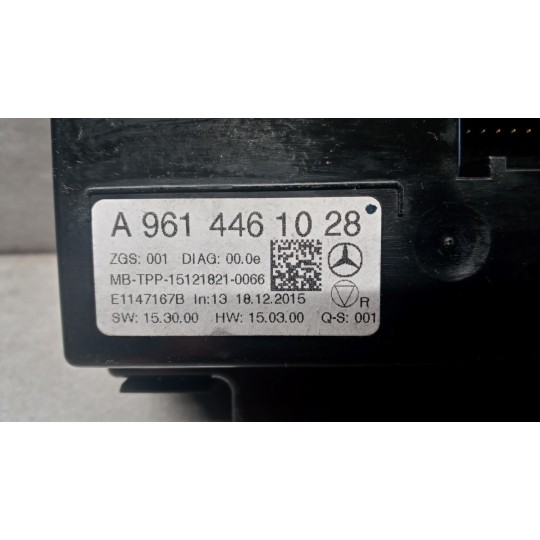 A 961 446 10 28
ZGS: 001 DIAG: 00.0e
MB-TPP-15121821-0066
E1147167B In:13 18.12.2015
R
SW: 15.30.00 HW: 15.03.00 Q-S: 001